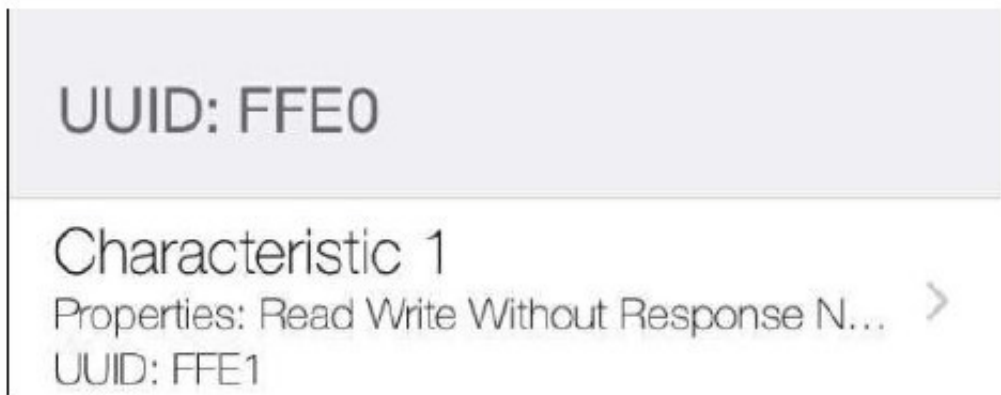 UUID: FFE0
Characteristic 1
Properties: Read Write Without Response N...
UUID: FFE1